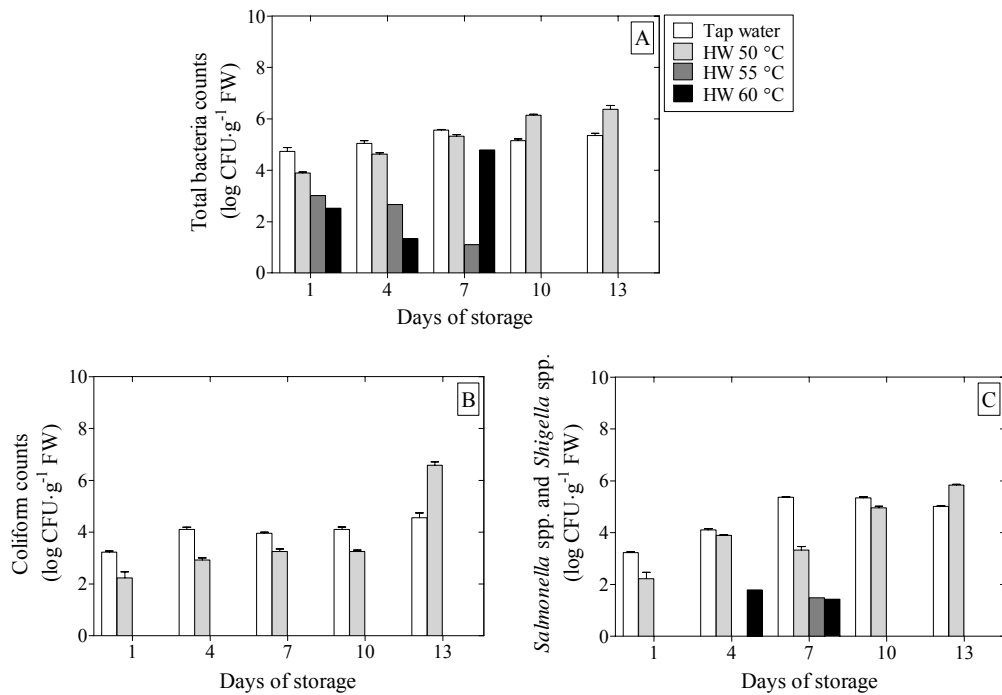 A
Tap water
HW 50 °C
HW 55 °C
HW 60 °C
Total bacteria counts
(log CFU·g⁻¹ FW)
10
8
6
4
2
0
1 4 7 10 13
Days of storage
B
Coliform counts
(log CFU·g⁻¹ FW)
10
8
6
4
2
0
1 4 7 10 13
Days of storage
C
Salmonella spp. and Shigella spp.
(log CFU·g⁻¹ FW)
10
8
6
4
2
0
1 4 7 10 13
Days of storage